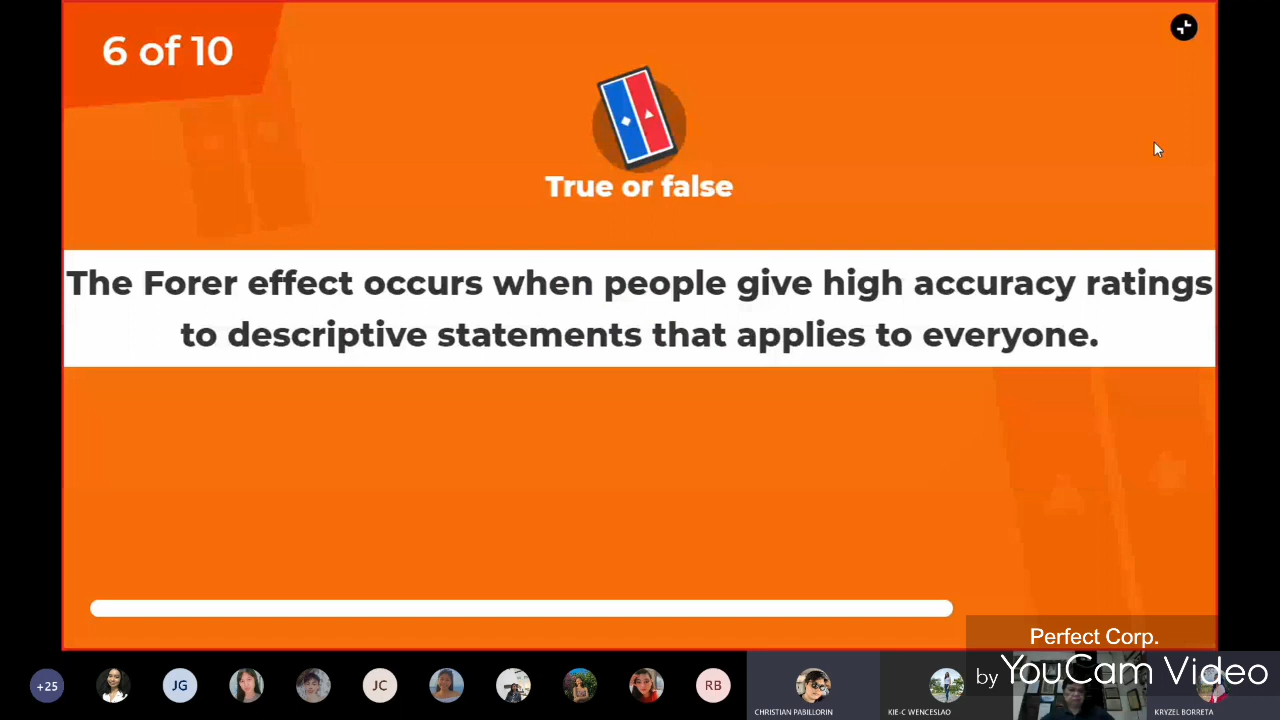 6 of 10
True or false
The Forer effect occurs when people give high accuracy ratings
to descriptive statements that applies to everyone.
Perfect Corp.
by YouCam Video
+25
JG
JC
RB
CHRISTIAN PABILLORIN
KIE-C WENCESLAO
KRYZEL BORRETA